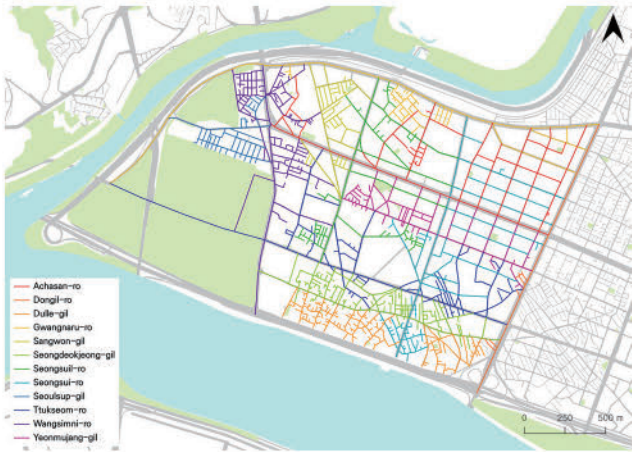 Achasan-ro
Dongil-ro
Dulle-gil
Gwangnaru-ro
Sangwon-gil
Seongdeokjeong-gil
Seongsuil-ro
Seongsui-ro
Seoulsup-gil
Ttukseom-ro
Wangsimni-ro
Yeonmujang-gil
0 250 500 m